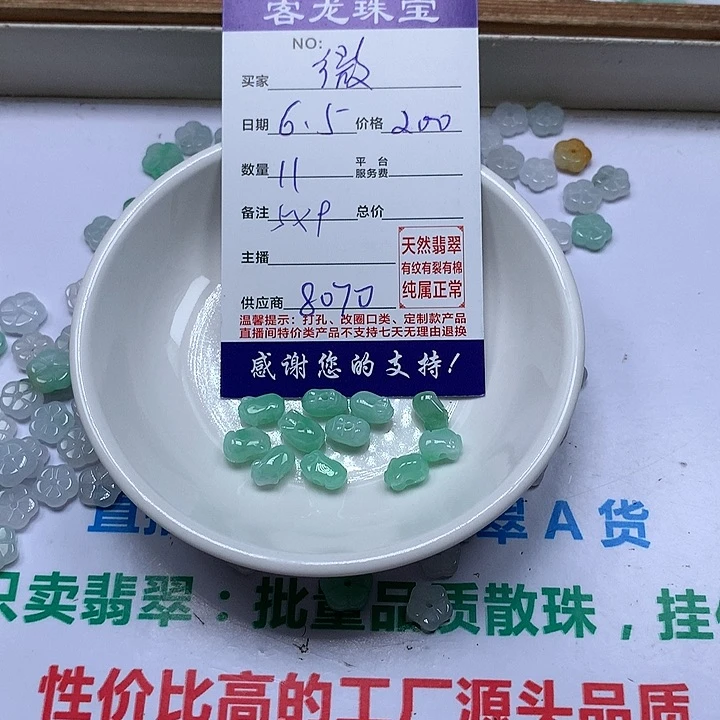 客龙珠宝
NO:
买家 微
日期 6.5 价格 200
数量 11 平台服务费
备注 5x9 总价
主播
天然翡翠
有纹有裂有棉
纯属正常
供应商 8070
温馨提示：打孔、改圈口类、定制款产品
直播间特价类产品不支持七天无理由退换
感谢您的支持！
直播 翠A货
只卖翡翠：批量品质散珠，挂
性价比高的工厂源头品质